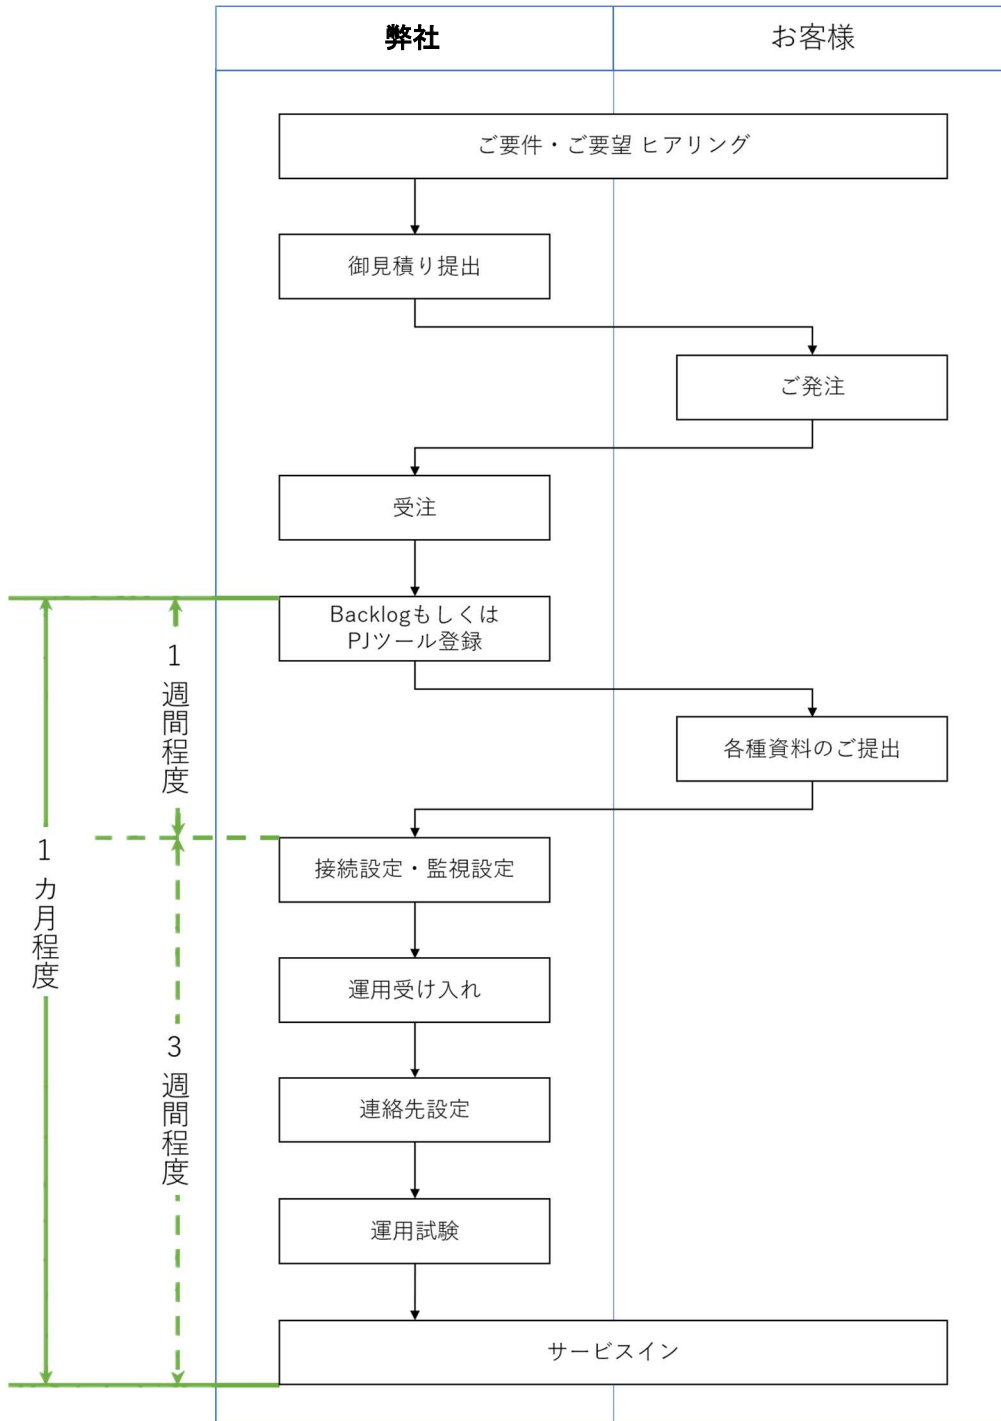 弊社
お客様
ご要件・ご要望 ヒアリング
御見積り提出
ご発注
受注
Backlogもしくは
PJツール登録
各種資料のご提出
接続設定・監視設定
運用受け入れ
連絡先設定
運用試験
サービスイン
1週間程度
1カ月程度
3週間程度